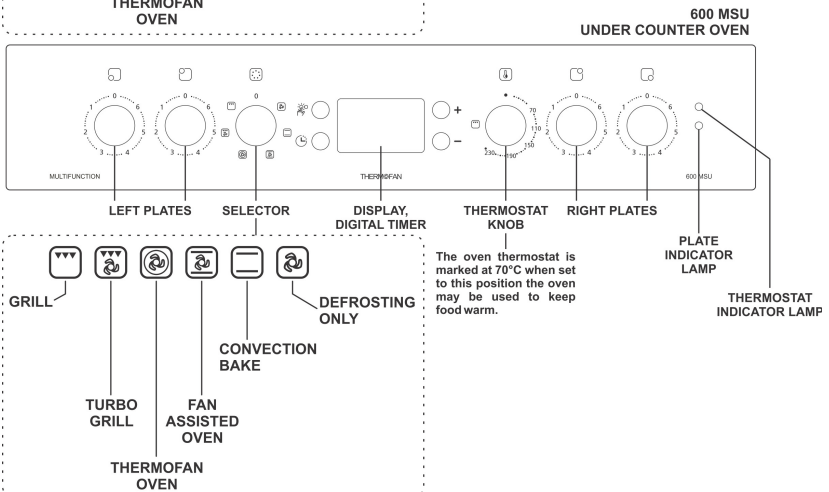 THERMOFAN
OVEN
600 MSU
UNDER COUNTER OVEN
0
1
6
2
5
3
4
0
1
6
2
5
3
4
0
+
-
70
110
150
190
230
0
1
6
2
5
3
4
0
1
6
2
5
3
4
MULTIFUNCTION
THERMOFAN
600 MSU
LEFT PLATES
SELECTOR
DISPLAY,
DIGITAL TIMER
THERMOSTAT
KNOB
RIGHT PLATES
PLATE
INDICATOR
LAMP
THERMOSTAT
INDICATOR LAMP
The oven thermostat is
marked at 70°C when set
to this position the oven
may be used to keep
food warm.
GRILL
DEFROSTING
ONLY
CONVECTION
BAKE
TURBO
GRILL
FAN
ASSISTED
OVEN
THERMOFAN
OVEN